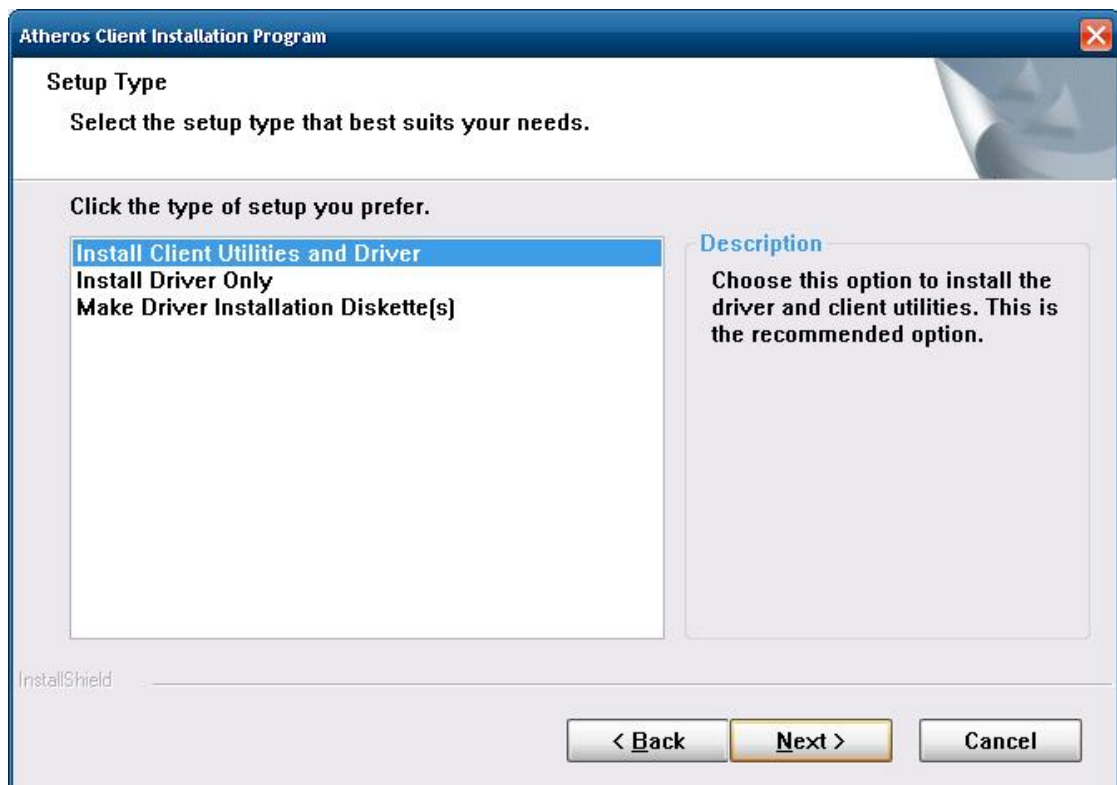 Atheros Client Installation Program
Setup Type
Select the setup type that best suits your needs.
Click the type of setup you prefer.
Install Client Utilities and Driver
Install Driver Only
Make Driver Installation Diskette(s)
Description
Choose this option to install the
driver and client utilities. This is
the recommended option.
InstallShield
< Back
Next >
Cancel